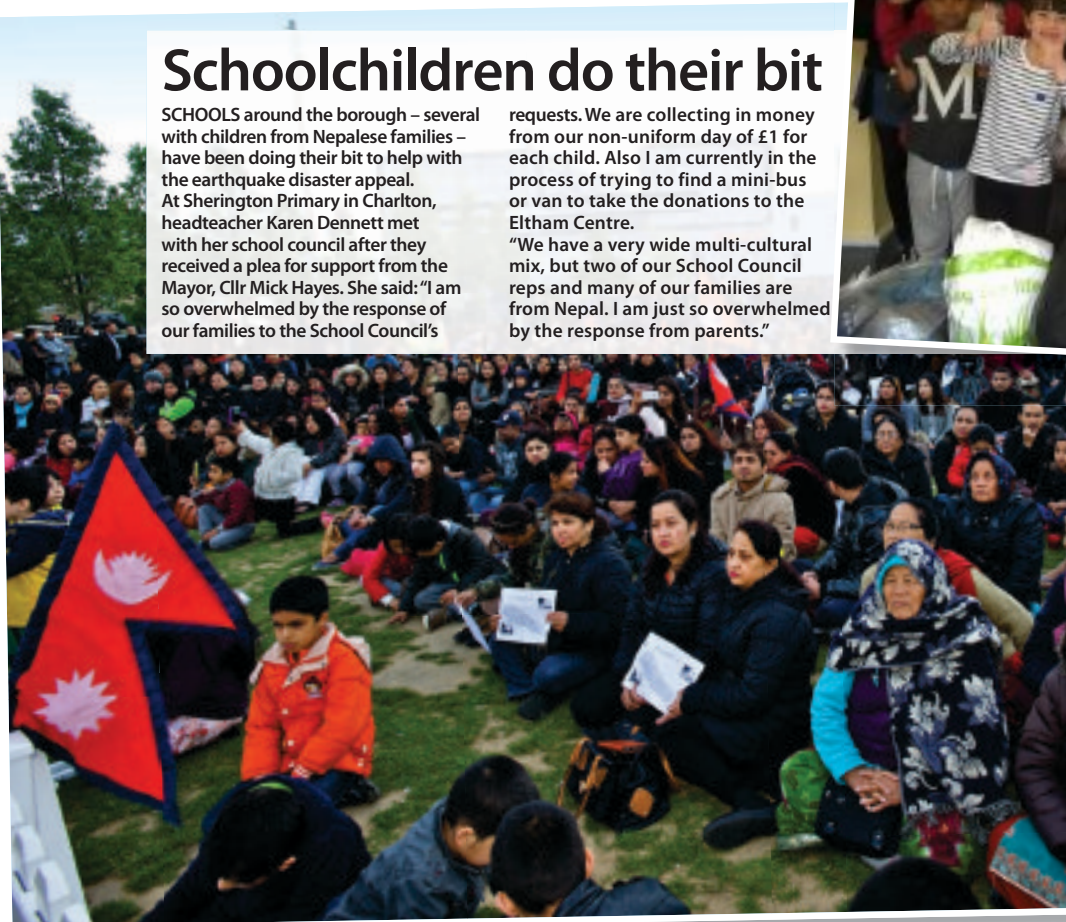 Schoolchildren do their bit
SCHOOLS around the borough – several
with children from Nepalese families –
have been doing their bit to help with
the earthquake disaster appeal.
At Sherington Primary in Charlton,
headteacher Karen Dennett met
with her school council after they
received a plea for support from the
Mayor, Cllr Mick Hayes. She said: “I am
so overwhelmed by the response of
our families to the School Council’s
requests. We are collecting in money
from our non-uniform day of £1 for
each child. Also I am currently in the
process of trying to find a mini-bus
or van to take the donations to the
Eltham Centre.
“We have a very wide multi-cultural
mix, but two of our School Council
reps and many of our families are
from Nepal. I am just so overwhelmed
by the response from parents.”
M